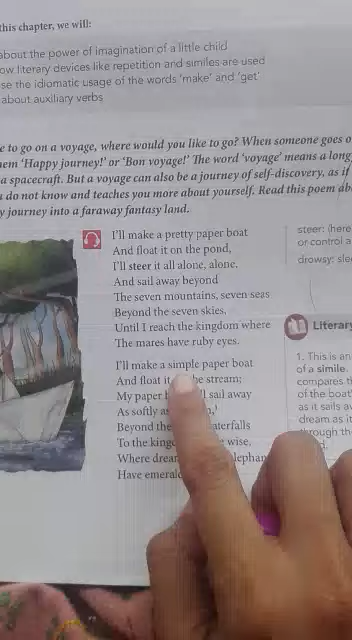 this chapter, we will:
about the power of imagination of a little child
ow literary devices like repetition and similes are used
se the idiomatic usage of the words 'make' and 'get'
about auxiliary verbs
e to go on a voyage, where would you like to go? When someone goes o
hem 'Happy journey!' or 'Bon voyage!' The word 'voyage' means a long
a spacecraft. But a voyage can also be a journey of self-discovery, as if
do not know and teaches you more about yourself. Read this poem ab
y journey into a faraway fantasy land.
I'll make a pretty paper boat
And float it on the pond,
I'll steer it all alone, alone,
And sail away beyond
The seven mountains, seven seas
Beyond the seven skies,
Until I reach the kingdom where
The mares have ruby eyes.
I'll make a simple paper boat
And float it he stream;
My paper b ll sail away
As softly as
Beyond the aterfalls
To the king wise,
Where drea lephan
Have emeral
steer: (here
or control a
drowsy: slee
Literary
1. This is an
of a simile.
compares th
of the boat'
as it sails av
dream as it
through th
d.